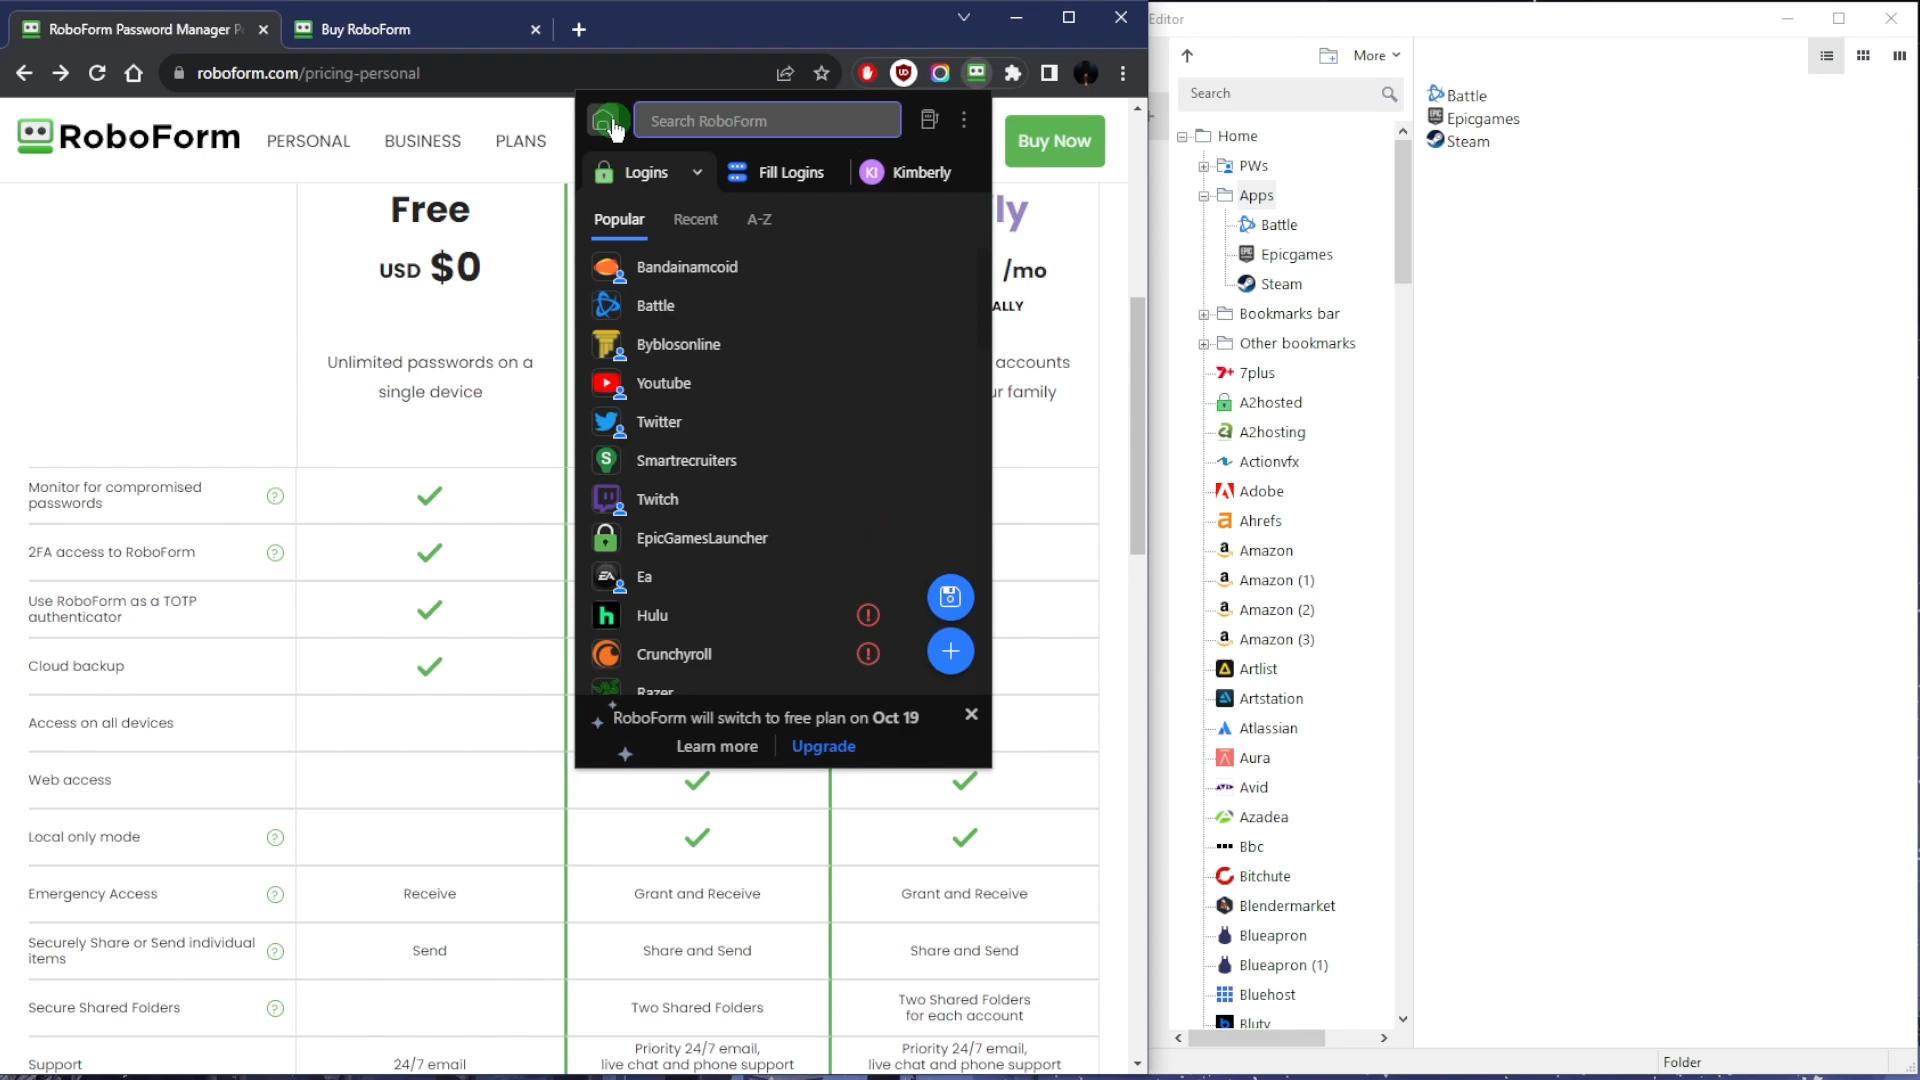 RoboForm Password Manager P
Buy RoboForm
Editor
roboform.com/pricing-personal
More
Search
RoboForm
PERSONAL
BUSINESS
PLANS
Buy Now
Free
USD $0
Unlimited passwords on a
single device
ly
/mo
ALLY
accounts
ur family
Monitor for compromised
passwords
2FA access to RoboForm
Use RoboForm as a TOTP
authenticator
Cloud backup
Access on all devices
Web access
Local only mode
Emergency Access
Receive
Grant and Receive
Grant and Receive
Securely Share or Send individual
items
Send
Share and Send
Share and Send
Secure Shared Folders
Two Shared Folders
Two Shared Folders
for each account
Support
24/7 email
Priority 24/7 email,
live chat and phone support
Priority 24/7 email,
live chat and phone support
Search RoboForm
Logins
Fill Logins
KI
Kimberly
Popular
Recent
A-Z
Bandainamcoid
Battle
Byblosonline
Youtube
Twitter
S
Smartrecruiters
Twitch
EpicGamesLauncher
EA
Ea
h
Hulu
Crunchyroll
Razer
RoboForm will switch to free plan on Oct 19
Learn more
Upgrade
Home
PWs
Apps
Battle
Epicgames
Steam
Bookmarks bar
Other bookmarks
7plus
A2hosted
A2hosting
Actionvfx
Adobe
Ahrefs
Amazon
Amazon (1)
Amazon (2)
Amazon (3)
Artlist
Artstation
Atlassian
Aura
Avid
Azadea
Bbc
Bitchute
Blendermarket
Blueapron
Blueapron (1)
Bluehost
Bluty
Battle
Epicgames
Steam
Folder